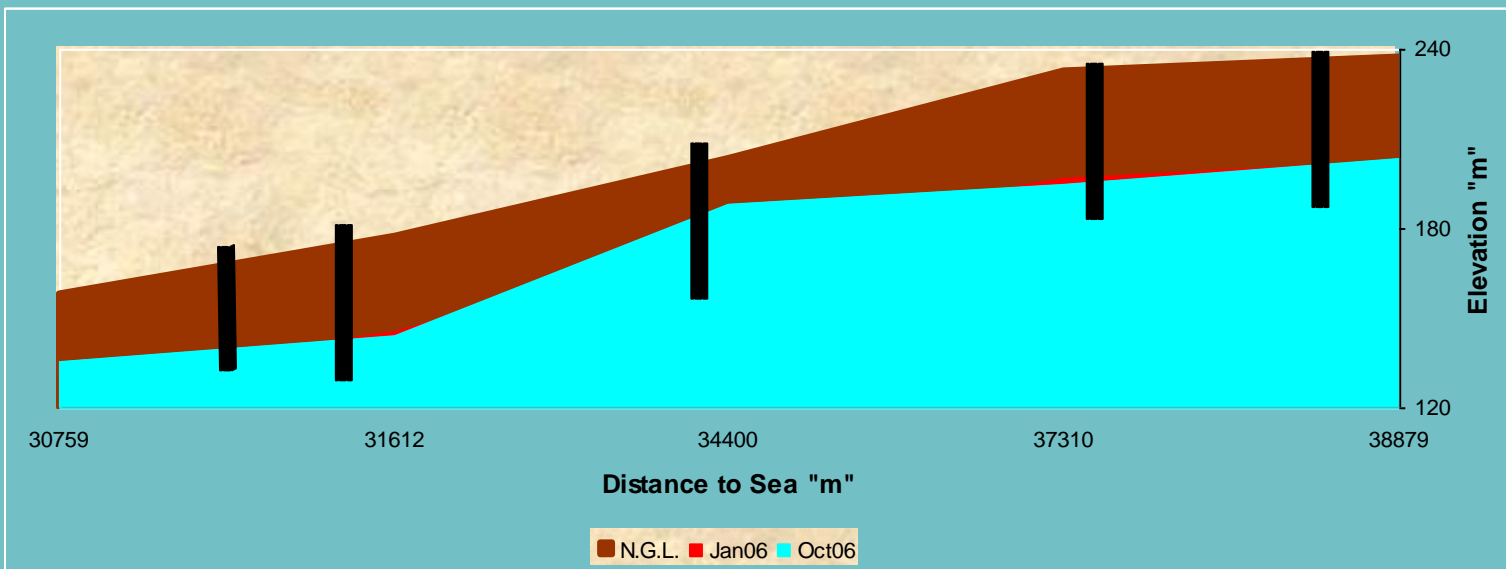 240
180
120
Elevation "m"
30759 31612 34400 37310 38879
Distance to Sea "m"
N.G.L. Jan06 Oct06